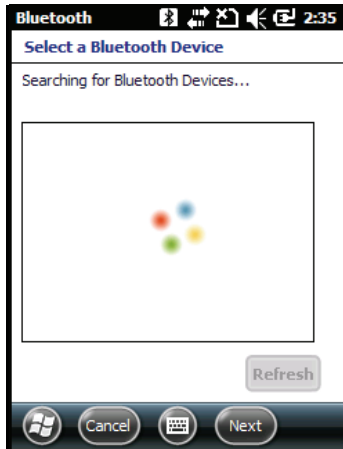 Bluetooth 2:35
Select a Bluetooth Device
Searching for Bluetooth Devices...
Refresh
Cancel Next